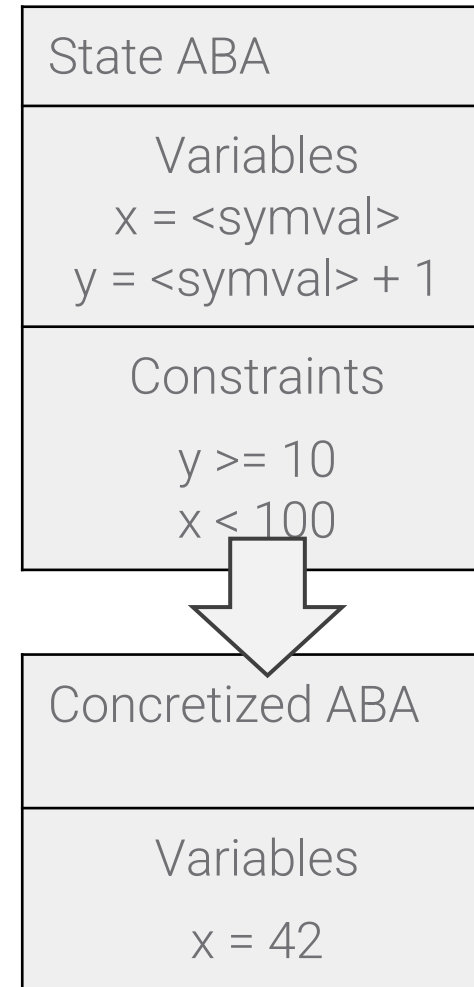 State ABA
Variables
x = <symval>
y = <symval> + 1
Constraints
y >= 10
x < 100
Concretized ABA
Variables
x = 42